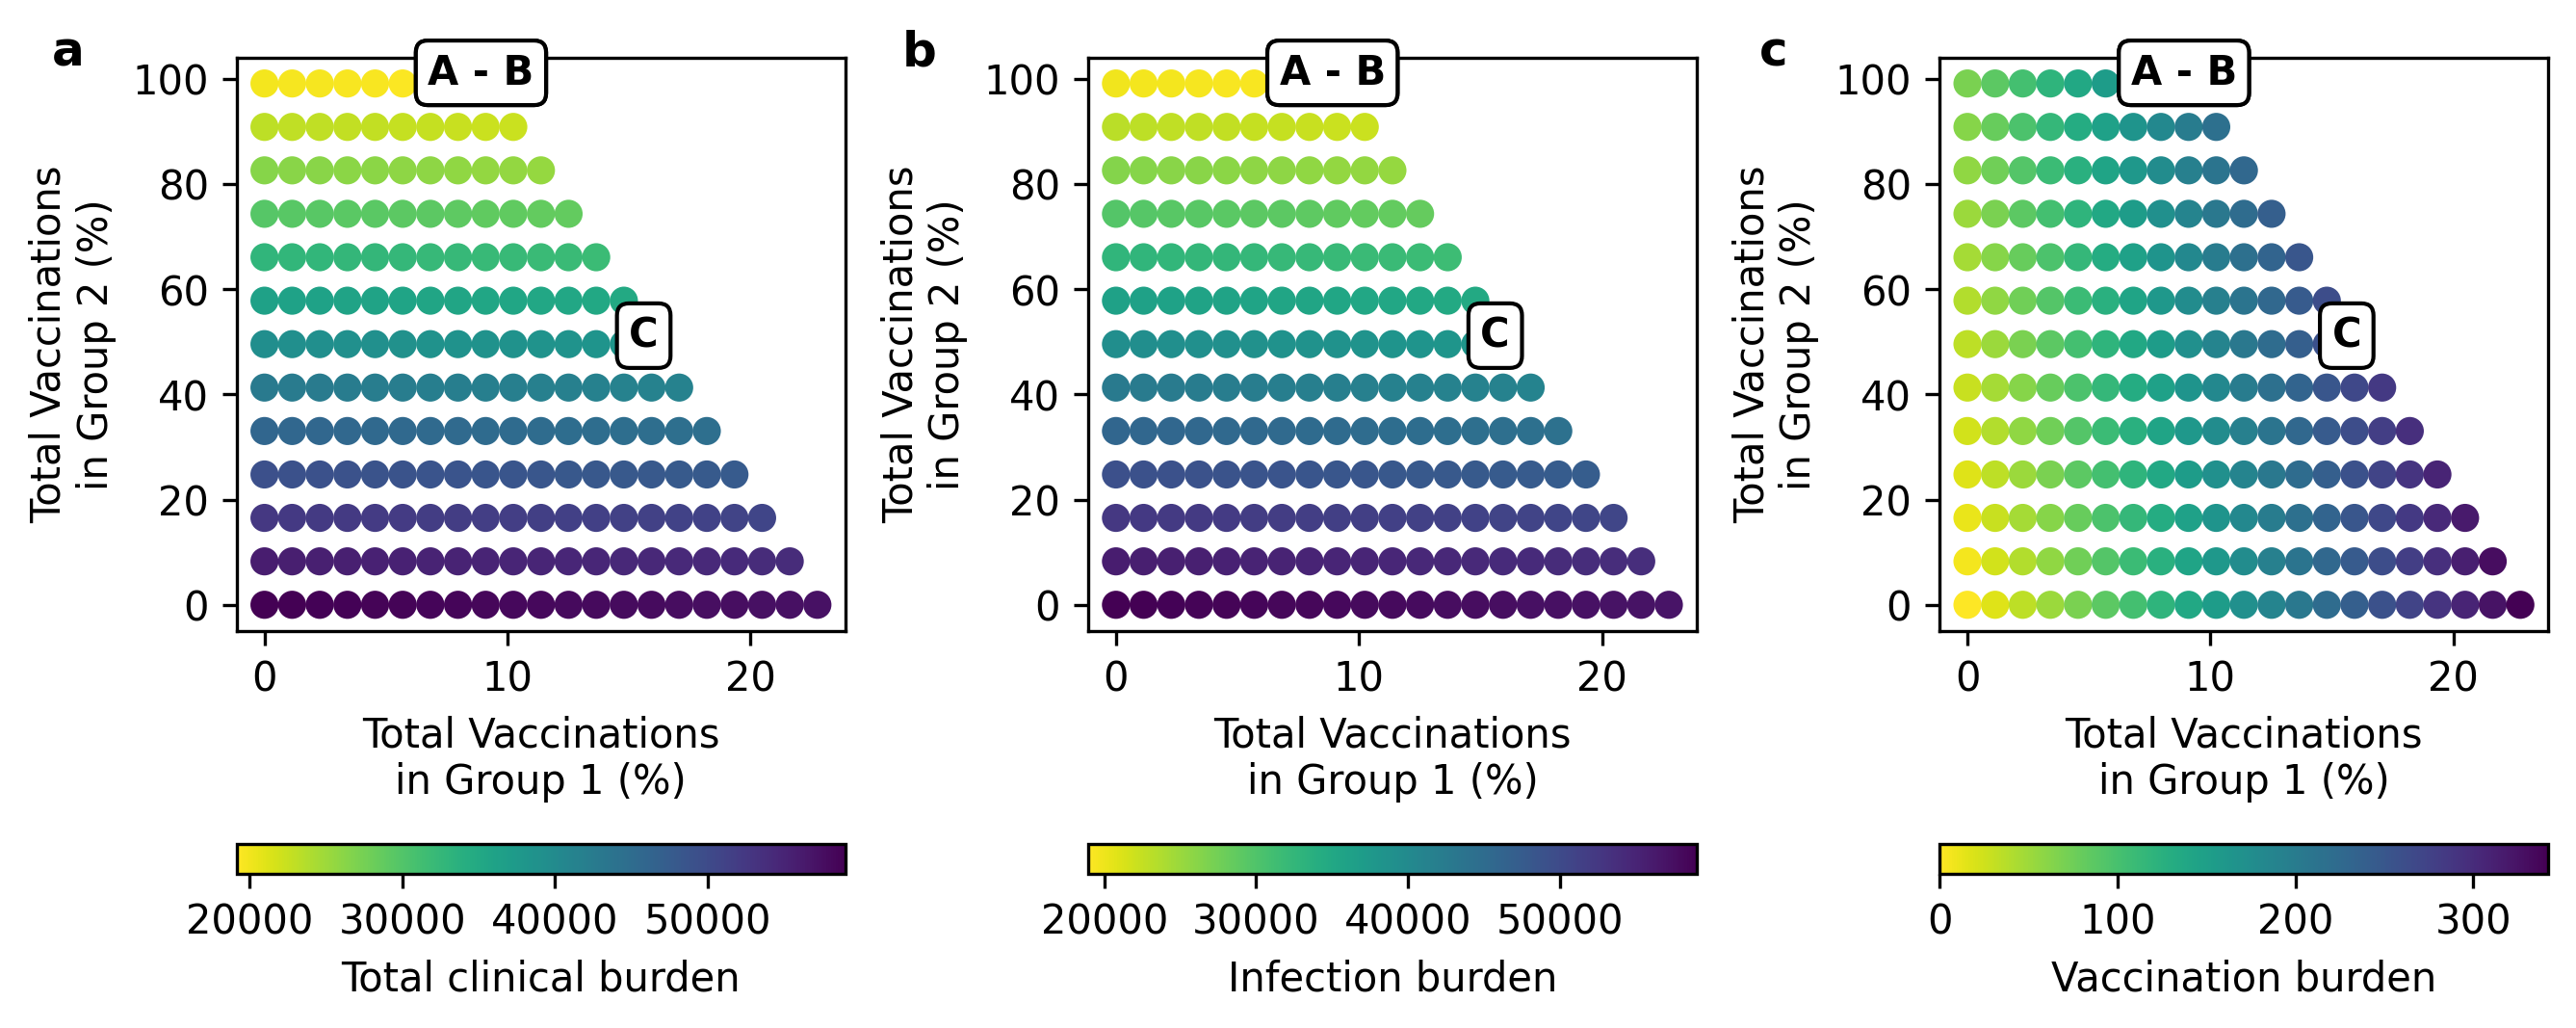 a
A - B
C
100
80
60
40
20
0
Total Vaccinations
in Group 2 (%)
0 10 20
Total Vaccinations
in Group 1 (%)
20000 30000 40000 50000
Total clinical burden
b
A - B
C
100
80
60
40
20
0
Total Vaccinations
in Group 2 (%)
0 10 20
Total Vaccinations
in Group 1 (%)
20000 30000 40000 50000
Infection burden
c
A - B
C
100
80
60
40
20
0
Total Vaccinations
in Group 2 (%)
0 10 20
Total Vaccinations
in Group 1 (%)
0 100 200 300
Vaccination burden